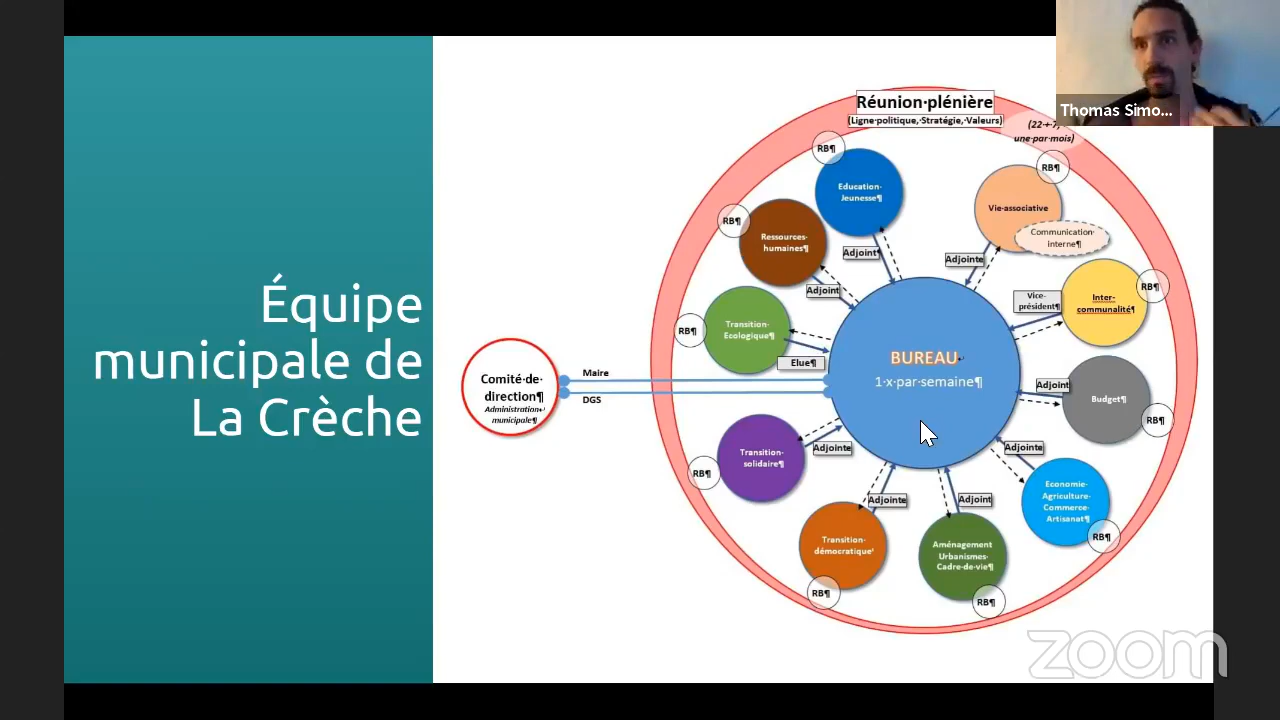 Équipe
municipale de
La Crèche
Thomas Simo...
Réunion·plénière
(Ligne·politique,·Stratégie,·Valeurs)
(22·+·7,
une·par·mois)
RB¶
Education·
Jeunesse¶
Adjoint¶
RB¶
Vie·associative
Communication·
interne¶
Adjointe
RB¶
Ressources·
humaines¶
Adjoint
RB¶
Inter-
communalité¶
Vice-
président¶
RB¶
Transition·
Ecologique¶
Elue¶
BUREAU
1·x·par·semaine¶
Comité·de·
direction¶
Administration
municipale¶
Maire
DGS
Adjoint
Budget¶
RB¶
Transition·
solidaire¶
Adjointe
RB¶
Adjointe
Economie·
Agriculture·
Commerce·
Artisanat¶
RB¶
Transition·
démocratique
Adjointe
RB¶
Adjoint
Aménagement
Urbanismes·
Cadre·de·vie¶
RB¶
zoom